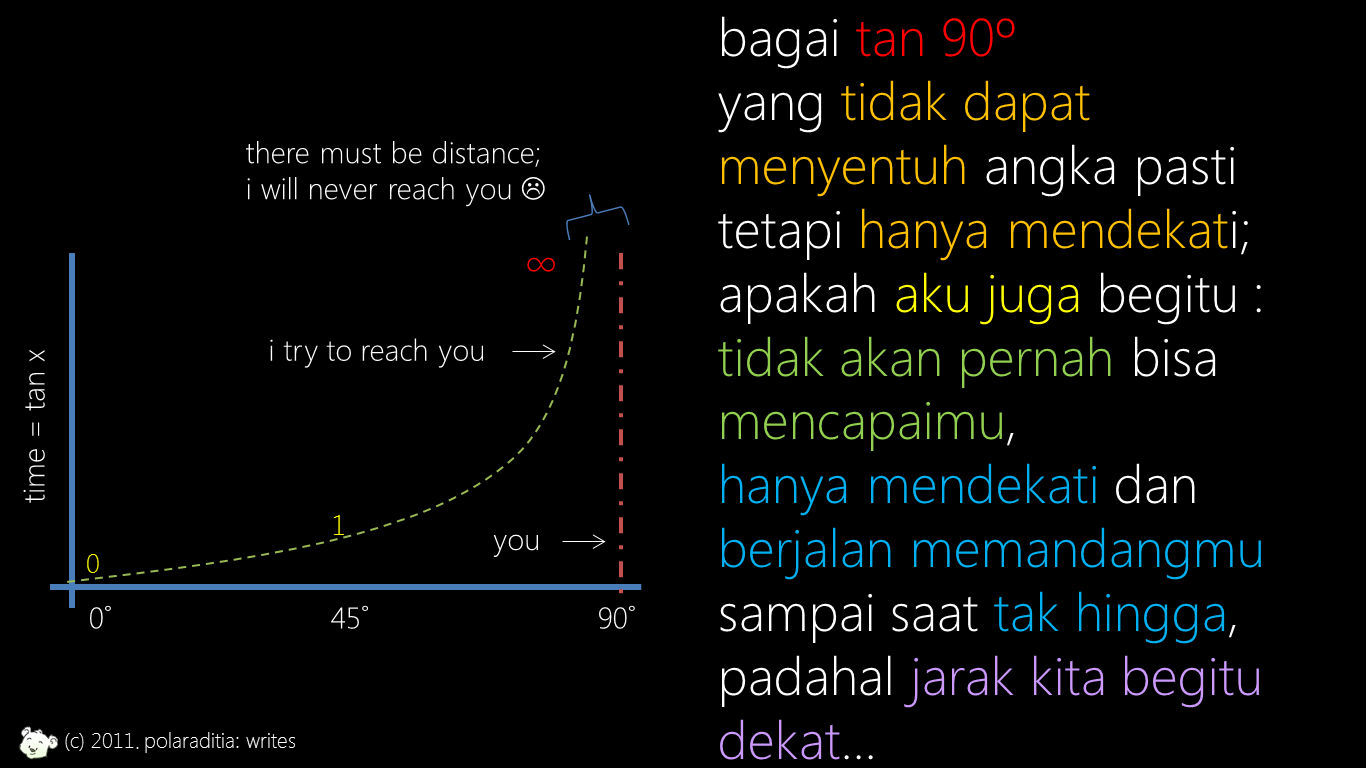 there must be distance;
i will never reach you ☹
∞
i try to reach you
time = tan x
1
you
0
0°
45°
90°
(c) 2011. polaraditia: writes
bagai tan 90º
yang tidak dapat
menyentuh angka pasti
tetapi hanya mendekati;
apakah aku juga begitu :
tidak akan pernah bisa
mencapaimu,
hanya mendekati dan
berjalan memandangmu
sampai saat tak hingga,
padahal jarak kita begitu
dekat...